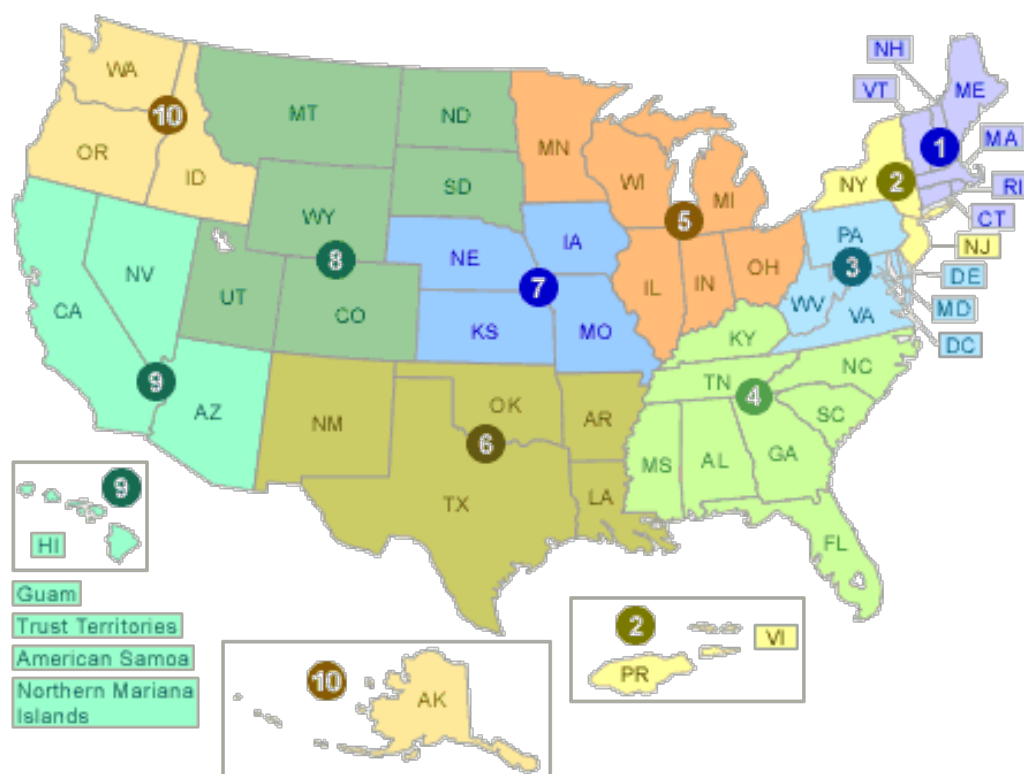 NH
ME
VT
WA
10
MT
ND
MN
1
MA
OR
ID
SD
WI
MI
NY
2
RI
CT
WY
NE
IA
5
PA
NJ
NV
8
7
IL
IN
OH
3
DE
CA
UT
CO
KS
MO
WV
VA
MD
KY
DC
9
AZ
NM
OK
AR
TN
4
NC
SC
6
MS
AL
GA
TX
LA
FL
9
HI
Guam
Trust Territories
American Samoa
Northern Mariana
Islands
10
AK
2
VI
PR